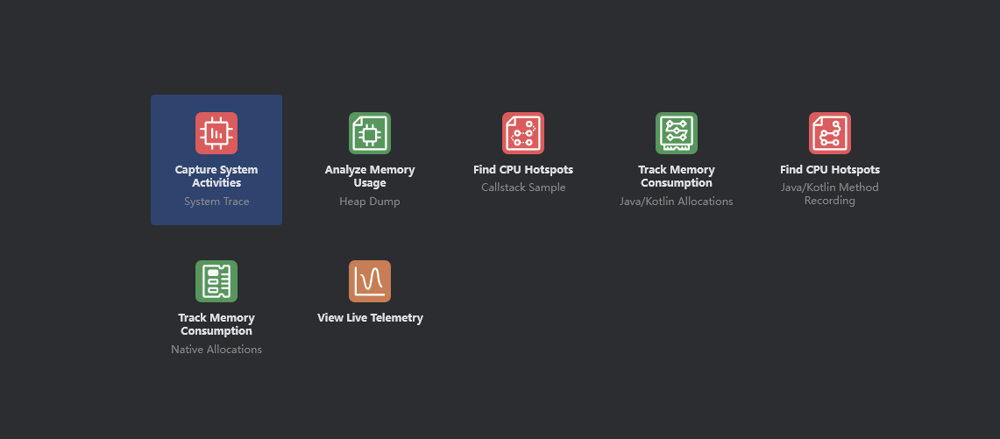 Capture System
Activities
System Trace
Analyze Memory
Usage
Heap Dump
Find CPU Hotspots
Callstack Sample
Track Memory
Consumption
Java/Kotlin Allocations
Find CPU Hotspots
Java/Kotlin Method
Recording
Track Memory
Consumption
Native Allocations
View Live Telemetry